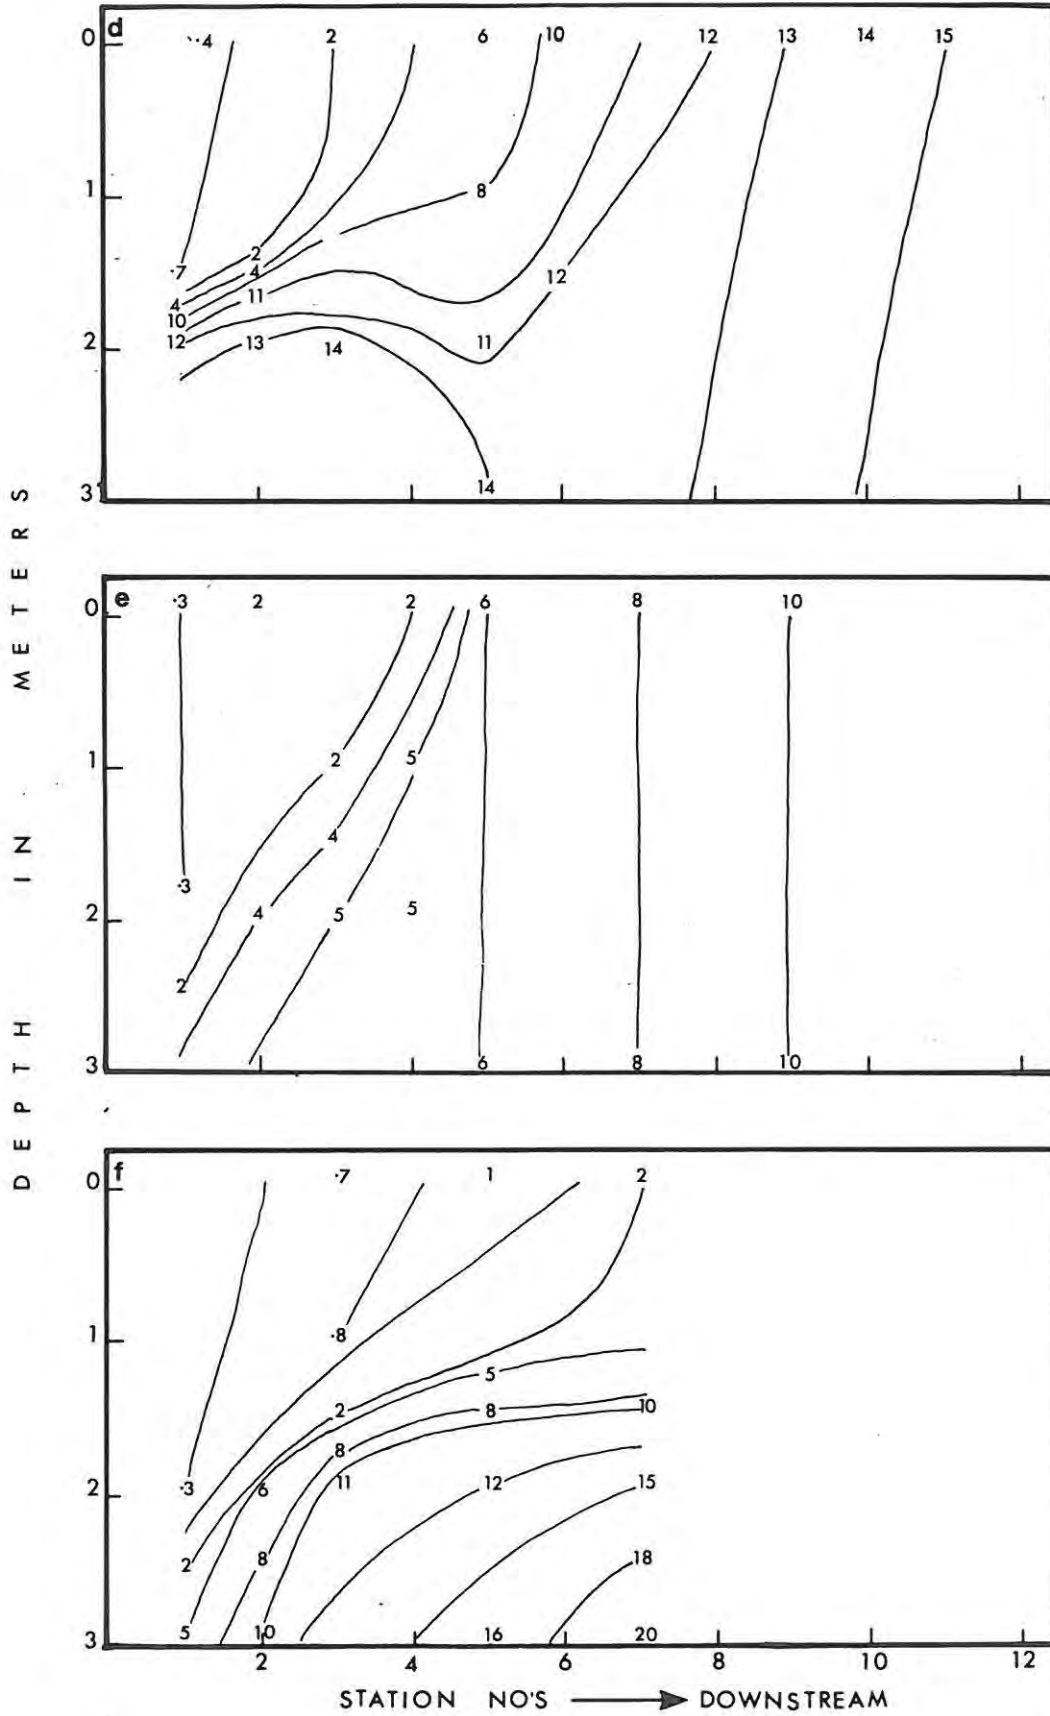 d
0 ·4 2 6 10 12 13 14 15
1 8
2
·7 4
4 11 12
10
12 13 14 11
2
3 14
e
0 ·3 2 2 6 8 10
1 2 5
4
·3
2 4 5 5
2
3 6 8 10
f
0 ·7 1 2
1 ·8
5
2 8 10
8
2 ·3 6 11 12 15
2 8 18
3 5 10 16 20
2 4 6 8 10 12
STATION NO'S DOWNSTREAM
DEPTH IN METERS